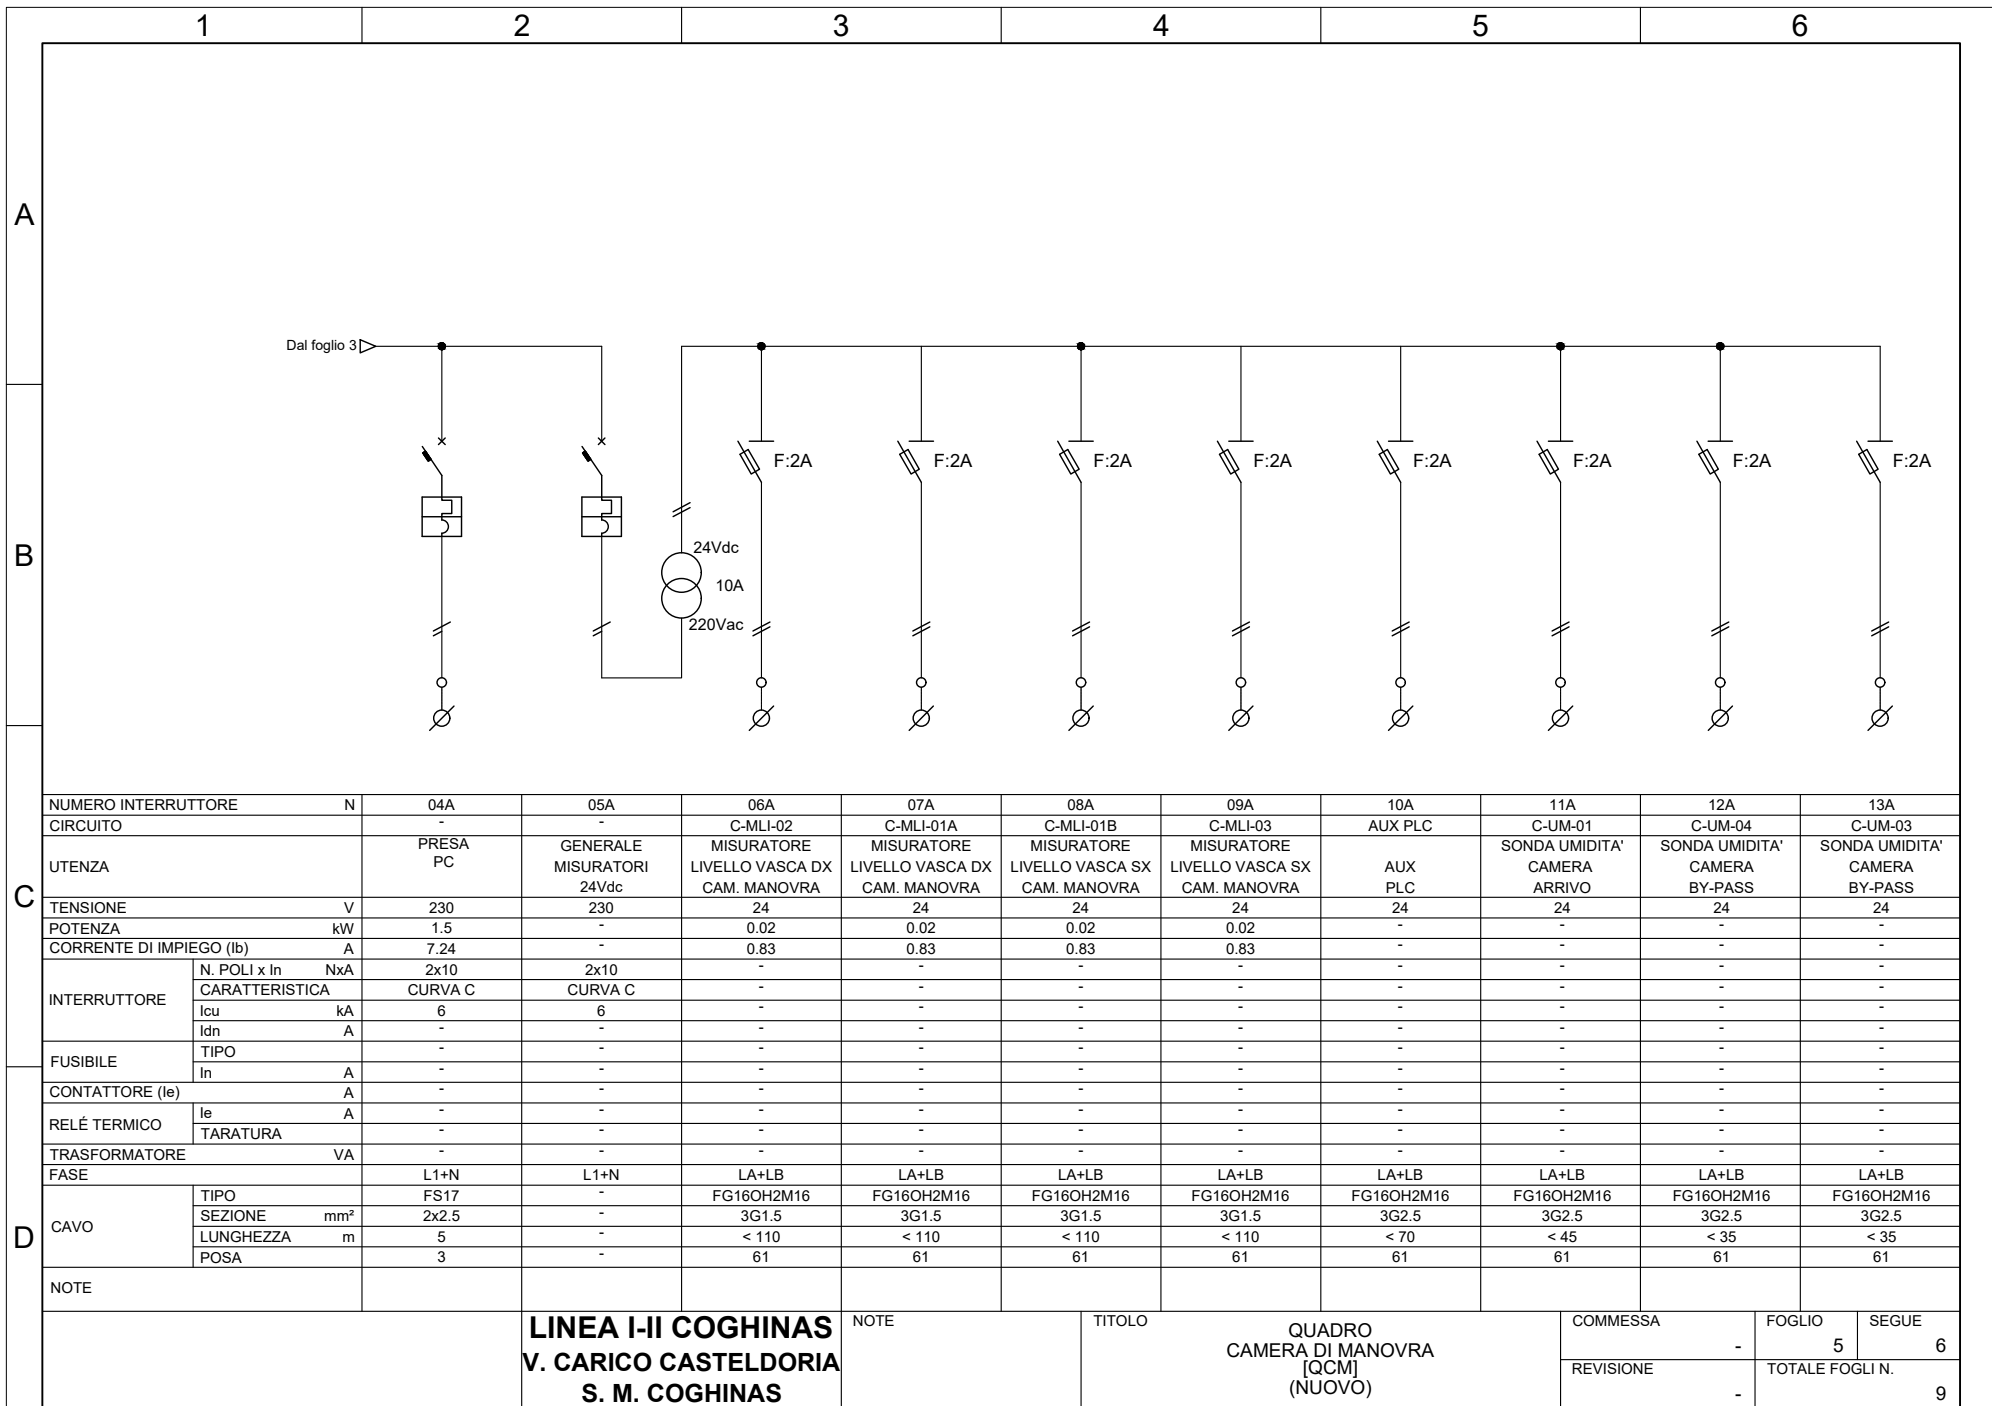 1 2 3 4 5 6
A
Dal foglio 3
F:2A F:2A F:2A F:2A F:2A F:2A F:2A F:2A
B
24Vdc
10A
220Vac
NUMERO INTERRUTTORE N 04A 05A 06A 07A 08A 09A 10A 11A 12A 13A
CIRCUITO - - C-MLI-02 C-MLI-01A C-MLI-01B C-MLI-03 AUX PLC C-UM-01 C-UM-04 C-UM-03
UTENZA
PRESA
PC
GENERALE
MISURATORI
24Vdc
MISURATORE
LIVELLO VASCA DX
CAM. MANOVRA
MISURATORE
LIVELLO VASCA DX
CAM. MANOVRA
MISURATORE
LIVELLO VASCA SX
CAM. MANOVRA
MISURATORE
LIVELLO VASCA SX
CAM. MANOVRA
AUX
PLC
SONDA UMIDITA'
CAMERA
ARRIVO
SONDA UMIDITA'
CAMERA
BY-PASS
SONDA UMIDITA'
CAMERA
BY-PASS
C
TENSIONE V 230 230 24 24 24 24 24 24 24 24
POTENZA kW 1.5 - 0.02 0.02 0.02 0.02 - - - -
CORRENTE DI IMPIEGO (Ib) A 7.24 - 0.83 0.83 0.83 0.83 - - - -
INTERRUTTORE
N. POLI x In NxA 2x10 2x10 - - - - - - - -
CARATTERISTICA CURVA C CURVA C - - - - - - - -
Icu kA 6 6 - - - - - - - -
Idn A - - - - - - - - - -
FUSIBILE
TIPO - - - - - - - - - -
In A - - - - - - - - - -
CONTATTORE (Ie) A - - - - - - - - - -
RELÉ TERMICO
Ie A - - - - - - - - - -
TARATURA - - - - - - - - - -
TRASFORMATORE VA - - - - - - - - - -
FASE L1+N L1+N LA+LB LA+LB LA+LB LA+LB LA+LB LA+LB LA+LB LA+LB
D
CAVO
TIPO FS17 - FG16OH2M16 FG16OH2M16 FG16OH2M16 FG16OH2M16 FG16OH2M16 FG16OH2M16 FG16OH2M16 FG16OH2M16
SEZIONE mm² 2x2.5 - 3G1.5 3G1.5 3G1.5 3G1.5 3G2.5 3G2.5 3G2.5 3G2.5
LUNGHEZZA m 5 - < 110 < 110 < 110 < 110 < 70 < 45 < 35 < 35
POSA 3 - 61 61 61 61 61 61 61 61
NOTE
LINEA I-II COGHINAS
V. CARICO CASTELDORIA
S. M. COGHINAS
NOTE
TITOLO
QUADRO
CAMERA DI MANOVRA
[QCM]
(NUOVO)
COMMESSA
-
FOGLIO
5
SEGUE
6
REVISIONE
-
TOTALE FOGLI N.
9